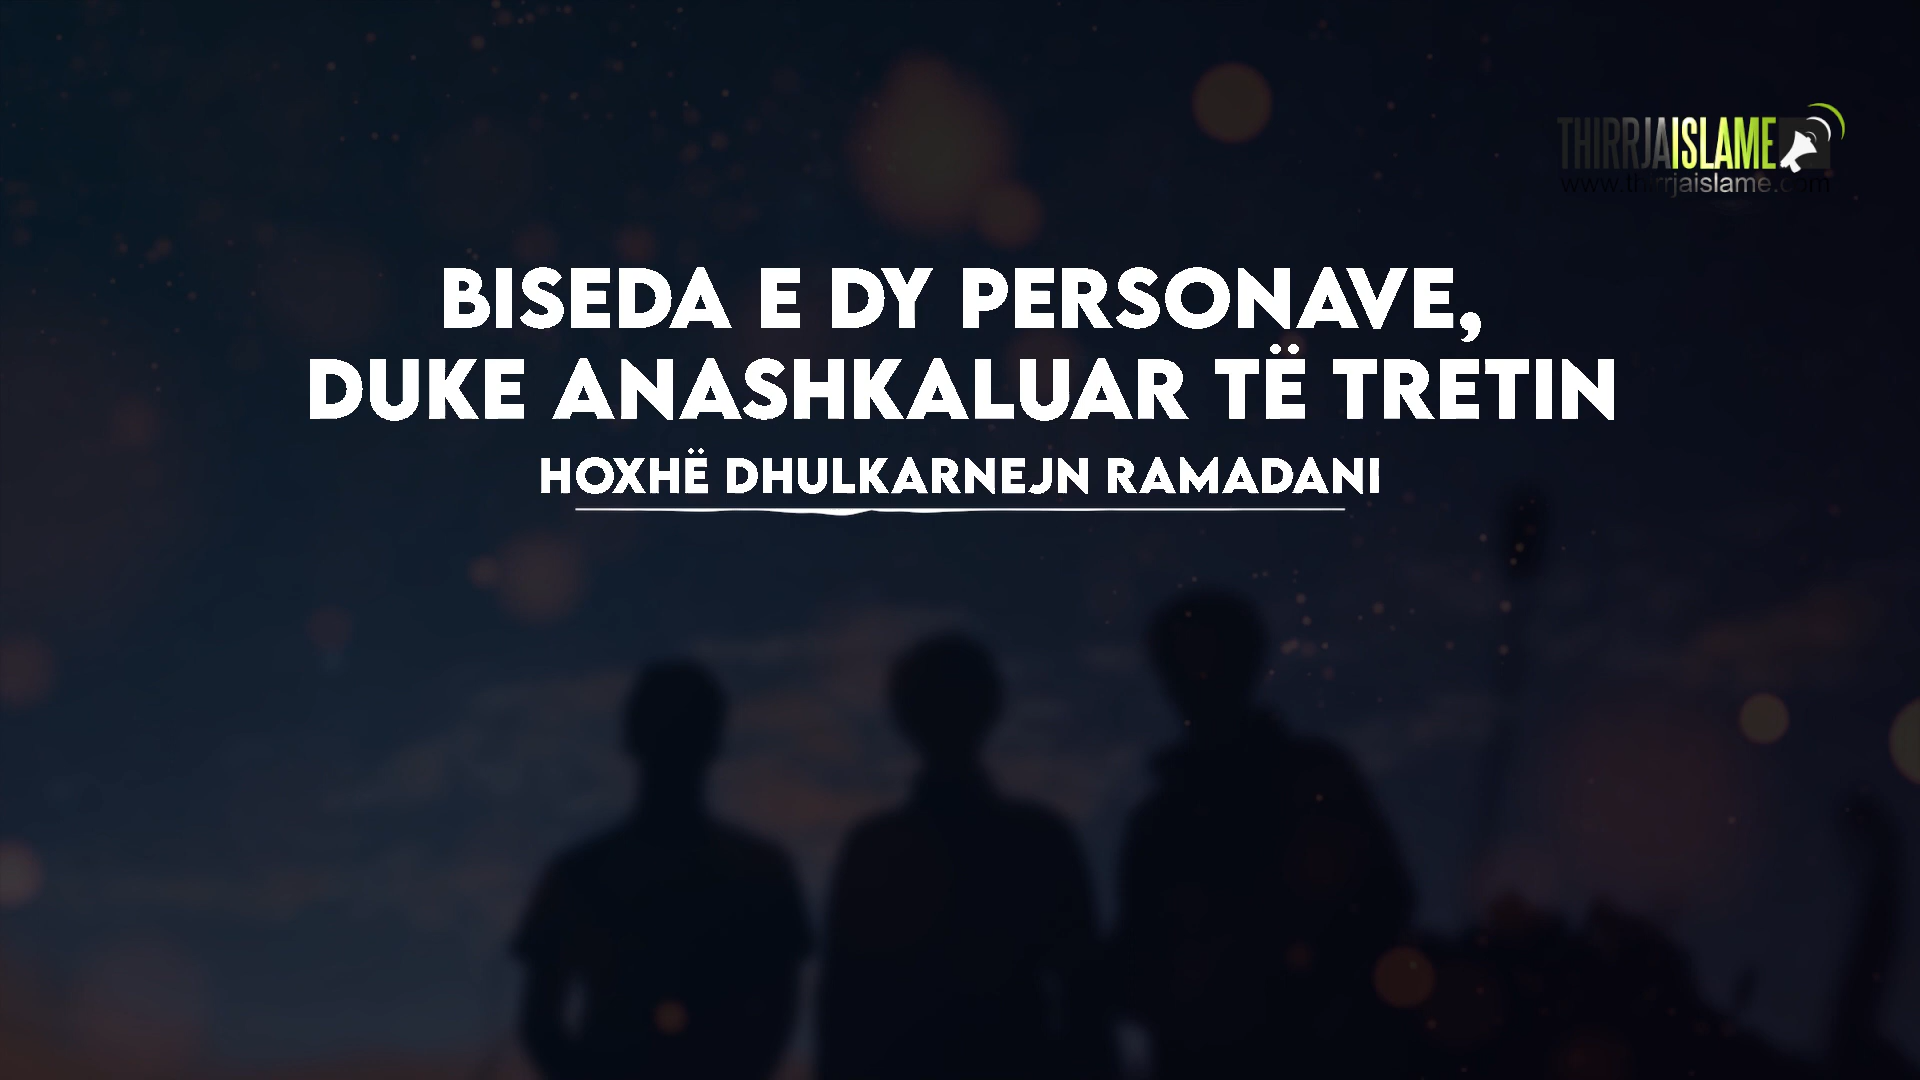 THIRRJAISLAME
www.thirrjaislame.com
BISEDA E DY PERSONAVE,
DUKE ANASHKALUAR TË TRETIN
HOXHË DHULKARNEJN RAMADANI